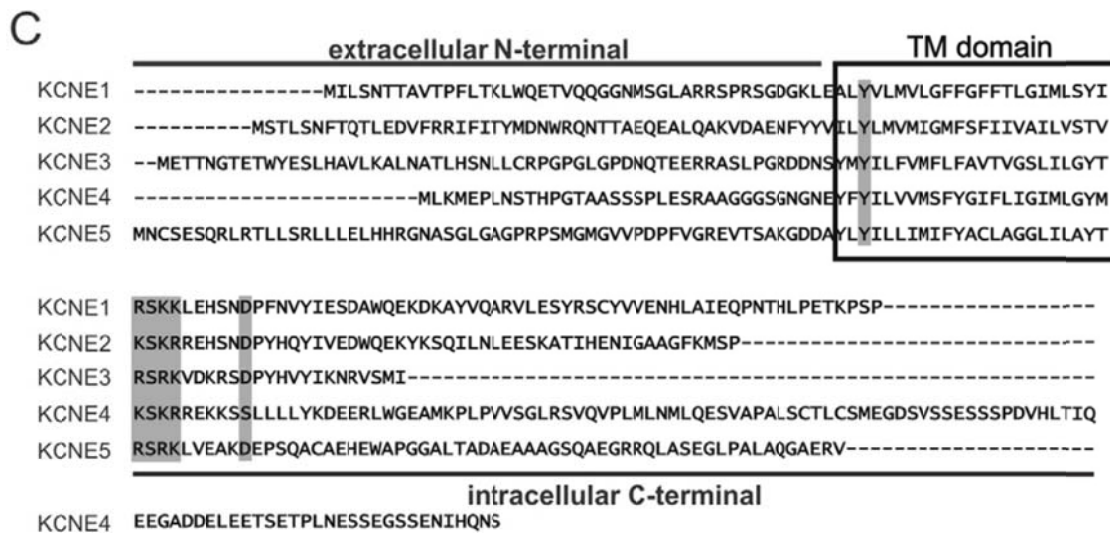 C
extracellular N-terminal TM domain
KCNE1 ----------------MILSNTTAVTPFLTKLWQETVQQGGNMSGLARRSPRSGDGKLEALYVLMVLGFFGFFTLGIMLSYI
KCNE2 ----------MSTLSNFTQTLEDVFRRIFITYMDNWRQNTTAEQEALQAKVDAENFYYVILYLMVMIGMFSFIIVAILVSTV
KCNE3 --METTNGTETWYESLHAVLKALNATLHSNLLCRPGPGLGPDNQTEERRASLPGRDDNSYMYILFVMFLFAVTVGSLILGYT
KCNE4 ------------------------MLKMEPLNSTHPGTAASSSPLESRAAGGGSGNGNEYFYILVVMSFYGIFLIGIMLGYM
KCNE5 MNCSESQRLRTLLSRLLLELHHRGNASGLGAGPRPSMGMGVVPDPFVGREVTSAKGDDAYLYILLIMIFYACLAGGLILAYT
KCNE1 RSKKLEHSNDPFNVYIESDAWQEKDKAYVQARVLESYRSCYVVENHLAIEQPNTHLPETKPSP------------------
KCNE2 KSKRREHSNDPYHQYIVEDWQEKYKSQILNLEESKATIHENIGAAGFKMSP------------------------------
KCNE3 RSRKVDKRSDPYHVYIKNRVSMI----------------------------------------------------------
KCNE4 KSKRREKKSSLLLLYKDEERLWGEAMKPLPVVSGLRSVQVPLMLNMLQESVAPALSCTLCSMEGDSVSSESSSPDVHLTIQ
KCNE5 RSRKLVEAKDEPSQACAEHEWAPGGALTADAEAAAGSQAEGRRQLASEGLPALAQGAERV---------------------
intracellular C-terminal
KCNE4 EEGADDELEETSETPLNESSEGSSENIHQNS